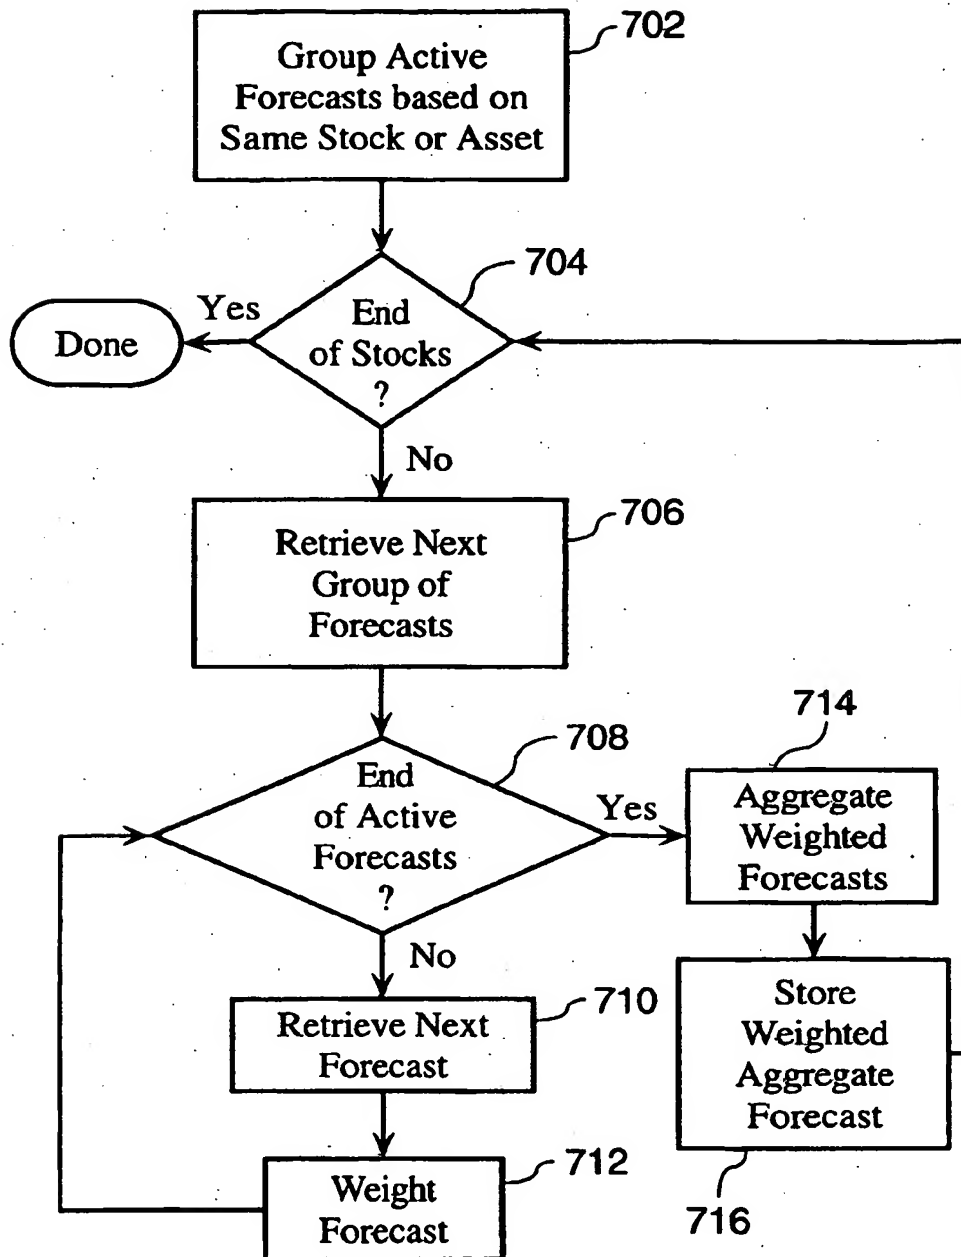 702
Group Active
Forecasts based on
Same Stock or Asset
704
Yes
End
of Stocks
?
Done
No
706
Retrieve Next
Group of
Forecasts
714
708
End
of Active
Forecasts
?
Yes
Aggregate
Weighted
Forecasts
No
710
Retrieve Next
Forecast
Store
Weighted
Aggregate
Forecast
712
Weight
Forecast
716